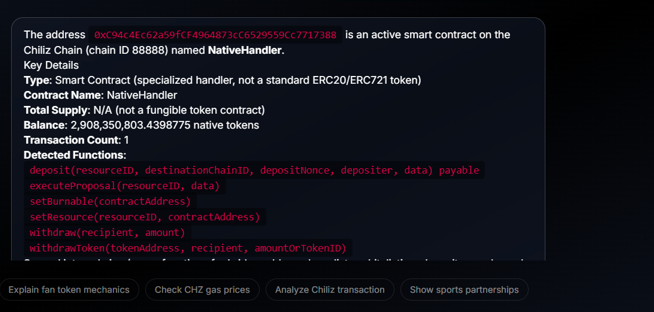 The address 0xC94c4Ec62a59fCF4964873cC6529559Cc7717388 is an active smart contract on the
Chiliz Chain (chain ID 88888) named NativeHandler.
Key Details
Type: Smart Contract (specialized handler, not a standard ERC20/ERC721 token)
Contract Name: NativeHandler
Total Supply: N/A (not a fungible token contract)
Balance: 2,908,350,803.4398775 native tokens
Transaction Count: 1
Detected Functions:
deposit(resourceID, destinationChainID, depositNonce, depositer, data) payable
executeProposal(resourceID, data)
setBurnable(contractAddress)
setResource(resourceID, contractAddress)
withdraw(recipient, amount)
withdrawToken(tokenAddress, recipient, amountOrTokenID)
Explain fan token mechanics
Check CHZ gas prices
Analyze Chiliz transaction
Show sports partnerships